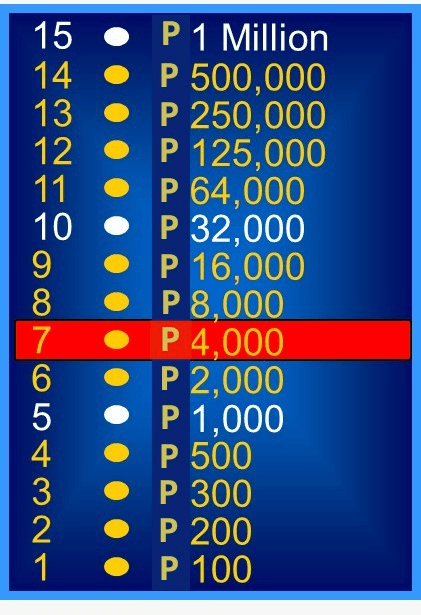 15 P 1 Million
14 P 500,000
13 P 250,000
12 P 125,000
11 P 64,000
10 P 32,000
9 P 16,000
8 P 8,000
7 P 4,000
6 P 2,000
5 P 1,000
4 P 500
3 P 300
2 P 200
1 P 100